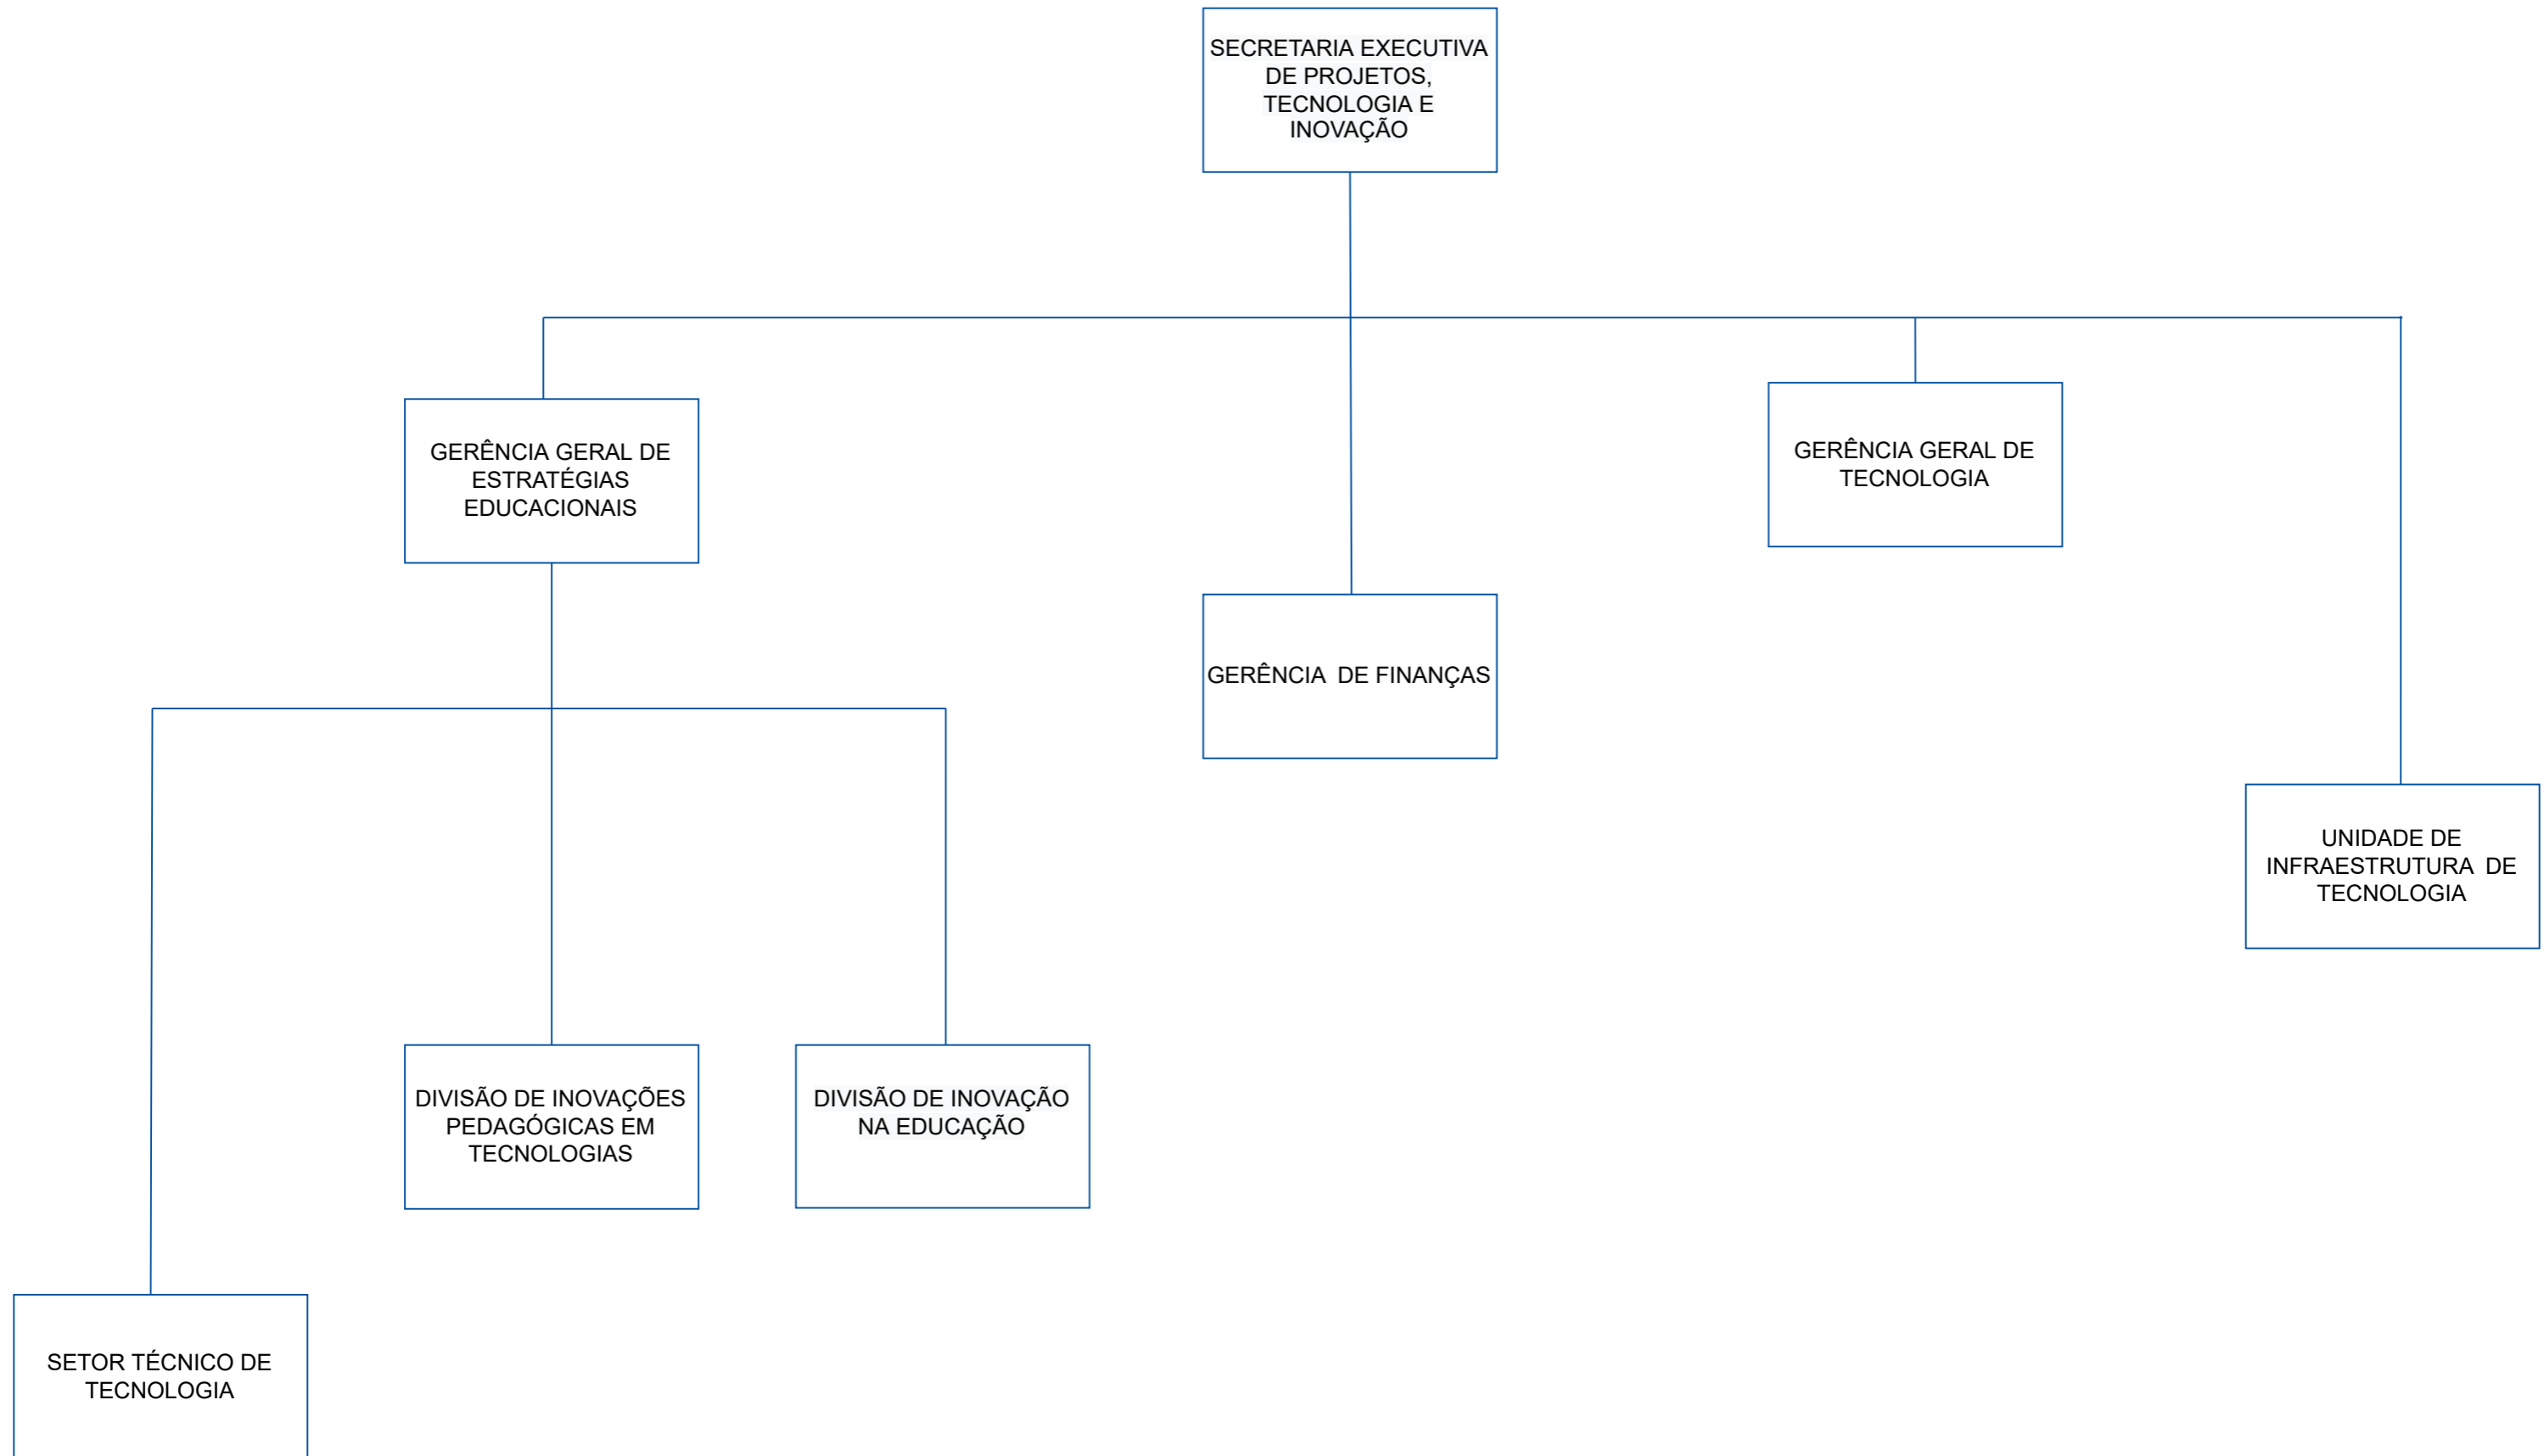 SECRETARIA EXECUTIVA
DE PROJETOS,
TECNOLOGIA E
INOVAÇÃO
GERÊNCIA GERAL DE
ESTRATÉGIAS
EDUCACIONAIS
GERÊNCIA GERAL DE
TECNOLOGIA
GERÊNCIA  DE FINANÇAS
UNIDADE DE
INFRAESTRUTURA  DE
TECNOLOGIA
DIVISÃO DE INOVAÇÕES
PEDAGÓGICAS EM
TECNOLOGIAS
DIVISÃO DE INOVAÇÃO
NA EDUCAÇÃO
SETOR TÉCNICO DE
TECNOLOGIA